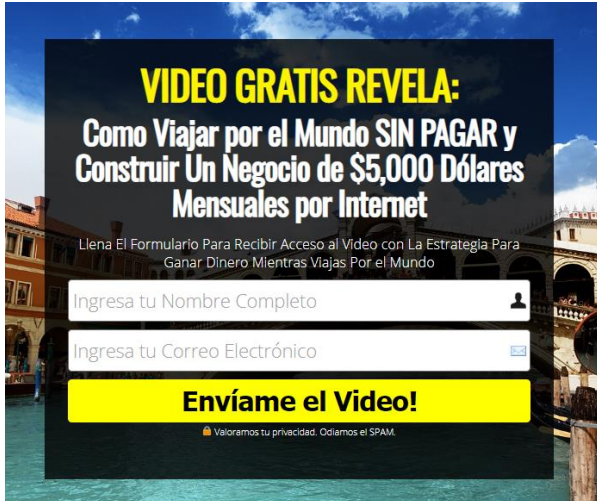 VIDEO GRATIS REVELA:
Como Viajar por el Mundo SIN PAGAR y
Construir Un Negocio de $5,000 Dólares
Mensuales por Internet
Llena El Formulario Para Recibir Acceso al Video con La Estrategia Para
Ganar Dinero Mientras Viajas Por el Mundo
Ingresa tu Nombre Completo
Ingresa tu Correo Electrónico
Envíame el Video!
Valoramos tu privacidad. Odiamos el SPAM.